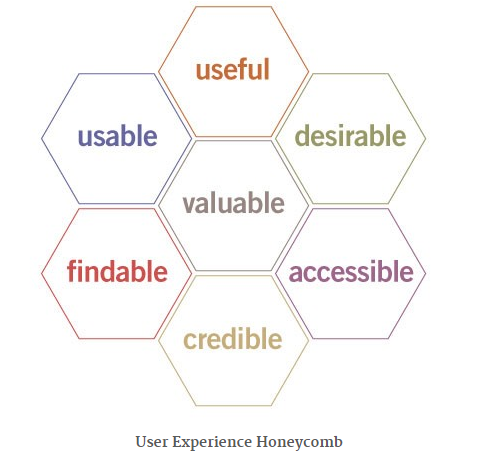 useful
usable
desirable
valuable
findable
accessible
credible
User Experience Honeycomb